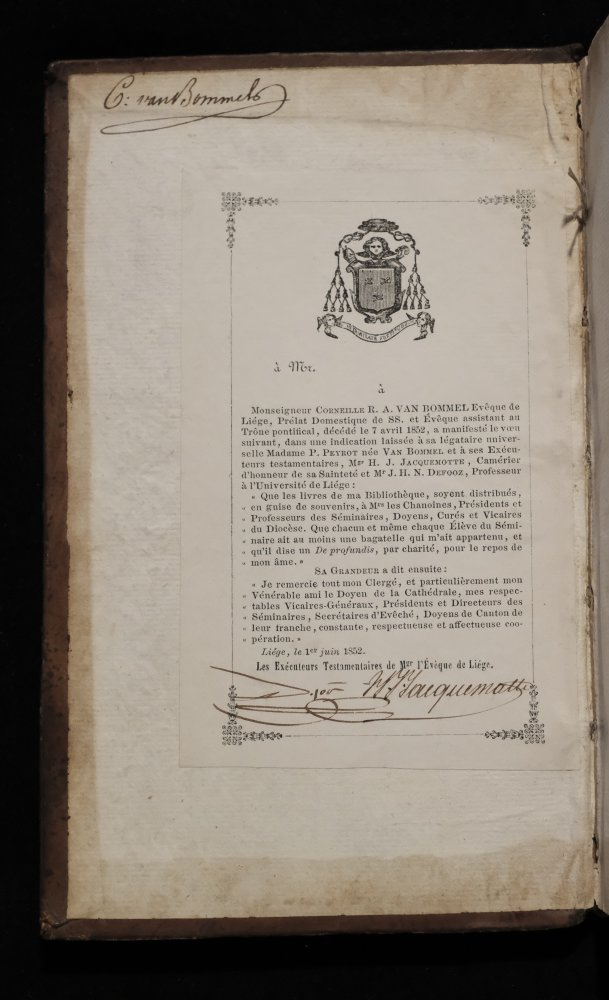 C: van Bommel
à Mr.
à
Monseigneur CORNEILLE R. A. VAN BOMMEL Evêque de
Liége, Prélat Domestique de SS. et Évêque assistant au
Trône pontifical, décédé le 7 avril 1852, a manifesté le vœu
suivant, dans une indication laissée à sa légataire univer-
selle Madame P. PEYROT née VAN BOMMEL et à ses Exécu-
teurs testamentaires, Mgr H. J. JACQUEMOTTE, Camérier
d'honneur de sa Sainteté et Mr J. H. N. DEFOOZ, Professeur
à l'Université de Liége :
« Que les livres de ma Bibliothèque, soyent distribués,
« en guise de souvenirs, à Mrs les Chanoines, Présidents et
« Professeurs des Séminaires, Doyens, Curés et Vicaires
« du Diocèse. Que chacun et même chaque Élève du Sémi-
« naire ait au moins une bagatelle qui m'ait appartenu, et
« qu'il dise un De profundis, par charité, pour le repos de
« mon âme. »
SA GRANDEUR a dit ensuite :
« Je remercie tout mon Clergé, et particulièrement mon
« Vénérable ami le Doyen de la Cathédrale, mes respec-
« tables Vicaires-Généraux, Présidents et Directeurs des
« Séminaires, Secrétaires d'Evêché, Doyens de Canton de
« leur franche, constante, respectueuse et affectueuse coo-
« pération. »
Liége, le 1er juin 1852.
Les Exécuteurs Testamentaires de Mgr l'Évêque de Liége.
HJJacquemotte